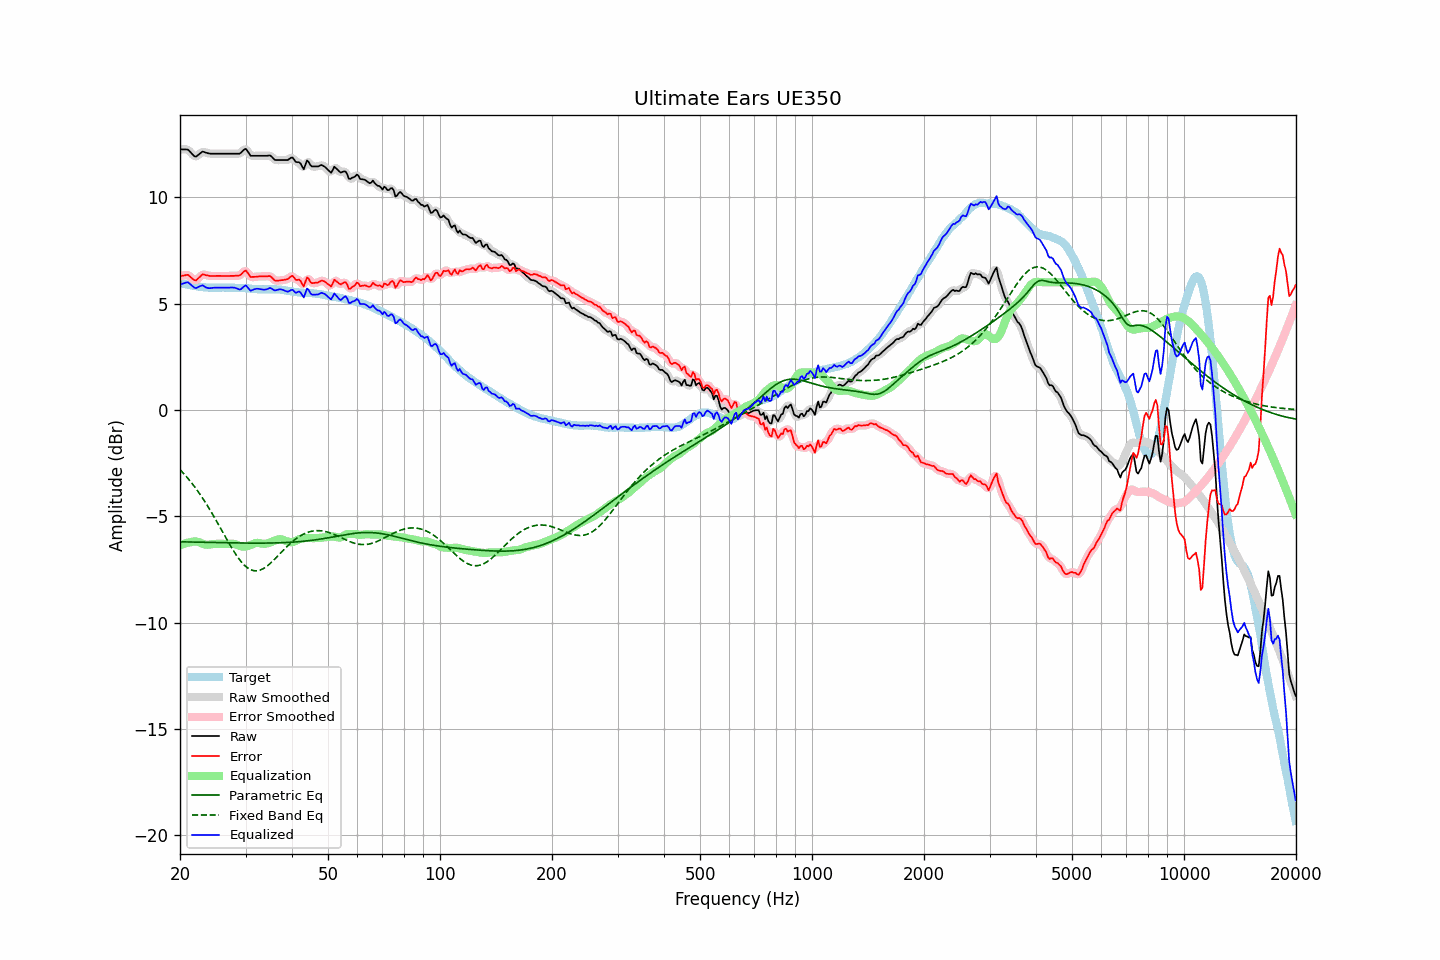 Ultimate Ears UE350
Amplitude (dBr)
10
5
0
−5
−10
−15
−20
Target
Raw Smoothed
Error Smoothed
Raw
Error
Equalization
Parametric Eq
Fixed Band Eq
Equalized
20 50 100 200 500 1000 2000 5000 10000 20000
Frequency (Hz)